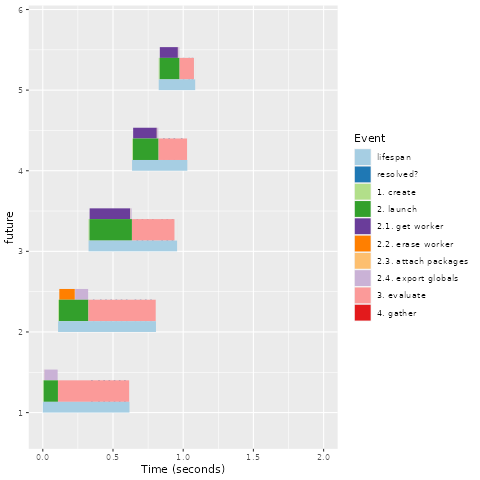 6
5
4
3
2
1
future
0.0 0.5 1.0 1.5 2.0
Time (seconds)
Event
lifespan
resolved?
1. create
2. launch
2.1. get worker
2.2. erase worker
2.3. attach packages
2.4. export globals
3. evaluate
4. gather